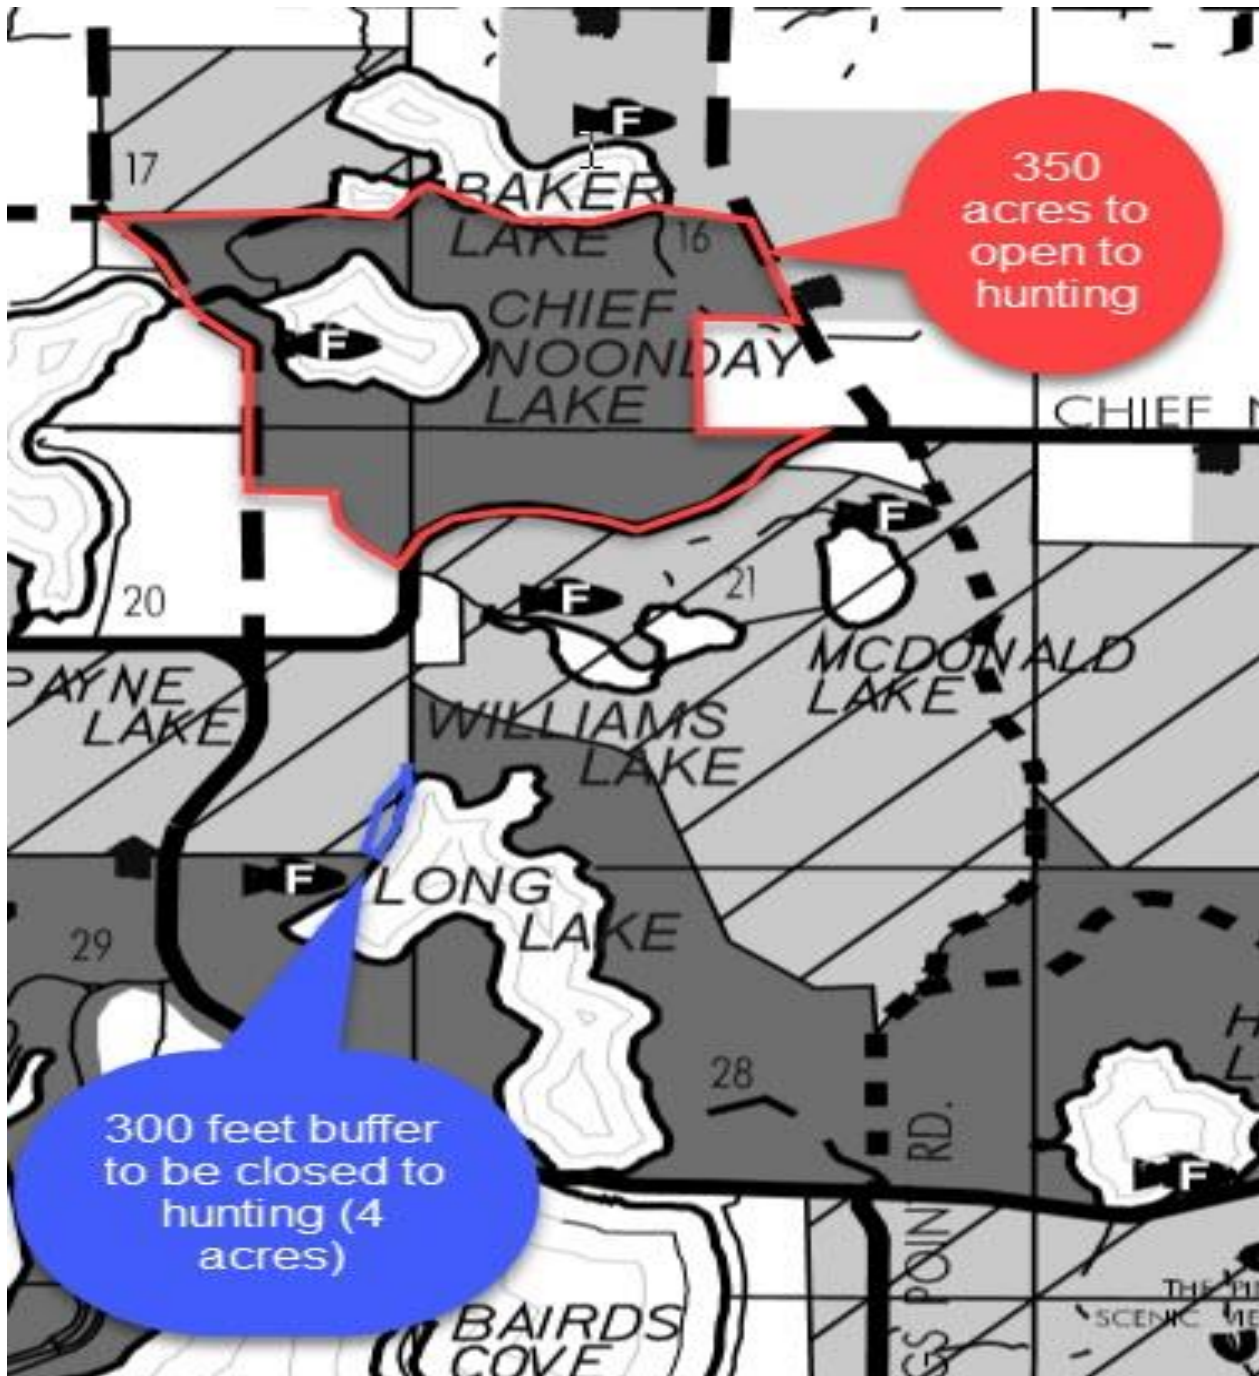 F
17
BAKER
LAKE
16
350
acres to
open to
hunting
CHIEF
NOONDAY
LAKE
F
CHIEF
F
20
F
21
MCDONALD
LAKE
PAYNE
LAKE
WILLIAMS
LAKE
F
LONG
LAKE
29
28
RD.
300 feet buffer
to be closed to
hunting (4
acres)
F
POINT
BAIRDS
COVE
SCENIC